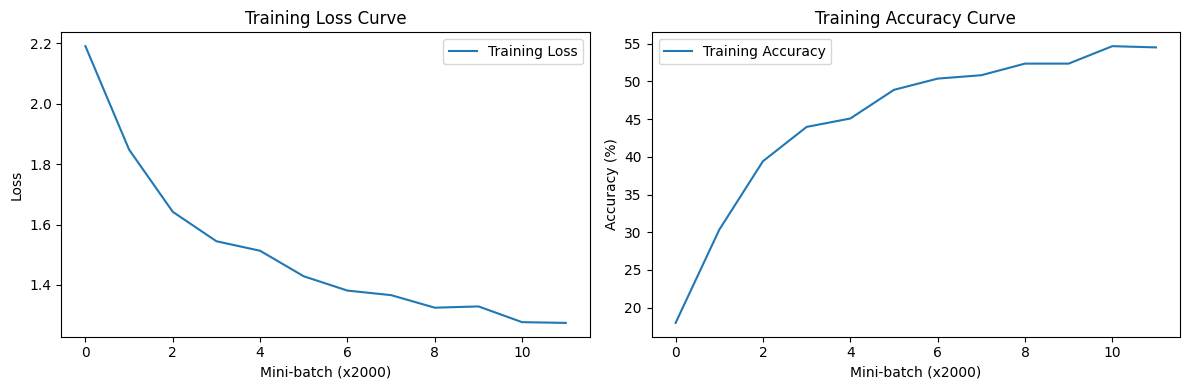 Training Loss Curve
Training Loss
2.2
2.0
1.8
1.6
1.4
Loss
0 2 4 6 8 10
Mini-batch (x2000)
Training Accuracy Curve
Training Accuracy
55
50
45
40
35
30
25
20
Accuracy (%)
0 2 4 6 8 10
Mini-batch (x2000)